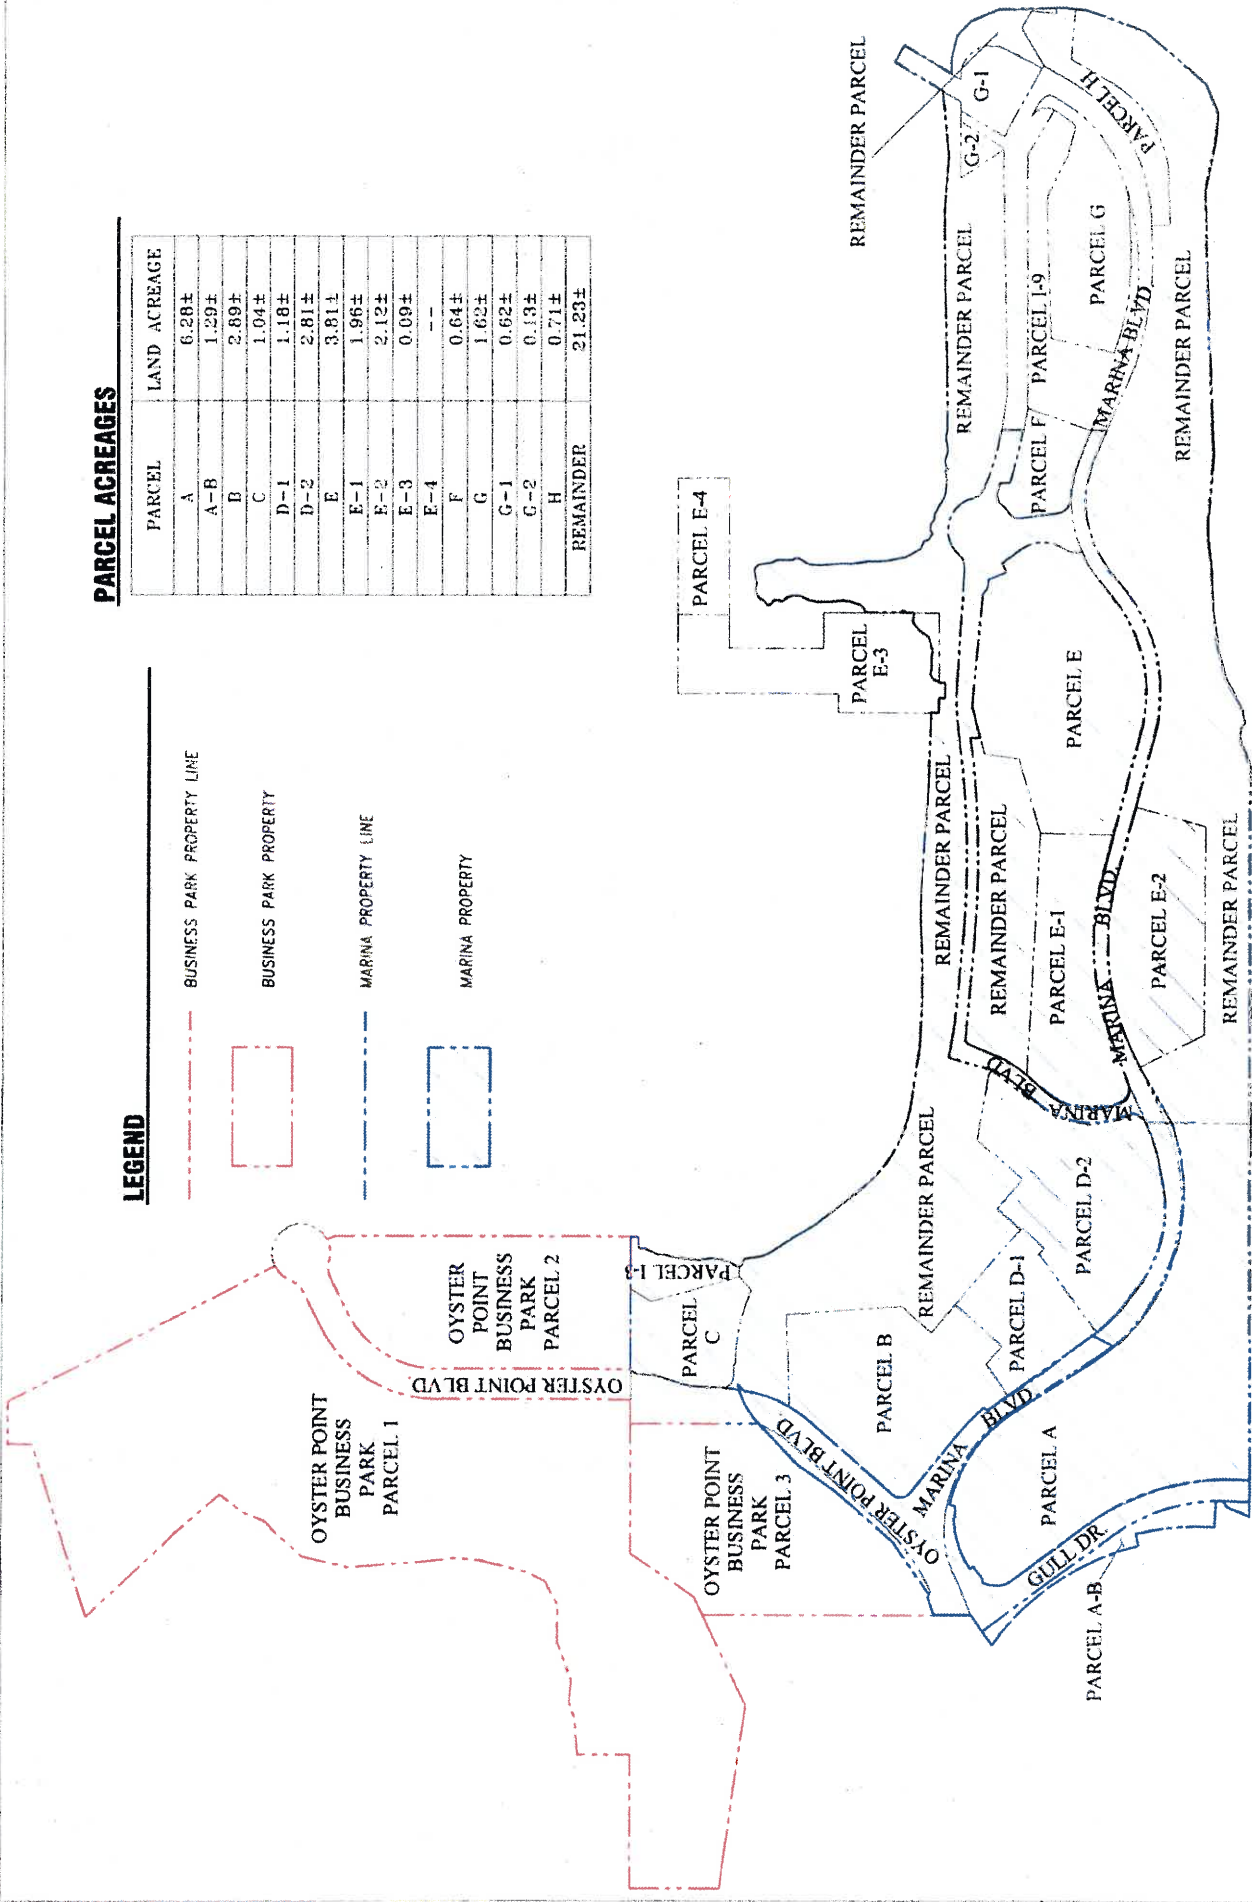 LEGEND
BUSINESS PARK PROPERTY LINE
BUSINESS PARK PROPERTY
MARINA PROPERTY LINE
MARINA PROPERTY
PARCEL ACREAGES
PARCEL LAND ACREAGE
A 6.28±
A-B 1.29±
B 2.89±
C 1.04±
D-1 1.18±
D-2 2.81±
E 3.81±
E-1 1.96±
E-2 2.12±
E-3 0.09±
E-4 --
F 0.64±
G 1.62±
G-1 0.62±
G-2 0.13±
H 0.71±
REMAINDER 21.23±
OYSTER POINT
BUSINESS
PARK
PARCEL 1
OYSTER
POINT
BUSINESS
PARK
PARCEL 2
OYSTER POINT BLVD
OYSTER POINT
BUSINESS
PARK
PARCEL 3
PARCEL
C
PARCEL I-3
OYSTER POINT BLVD
PARCEL B
MARINA BLVD
PARCEL A
GULL DR.
PARCEL A-B
PARCEL D-1
PARCEL D-2
REMAINDER PARCEL
MARINA BLVD
REMAINDER PARCEL
REMAINDER PARCEL
PARCEL E-1
MARINA BLVD.
PARCEL E-2
REMAINDER PARCEL
PARCEL
E-3
PARCEL E-4
PARCEL E
REMAINDER PARCEL
PARCEL F
PARCEL I-9
PARCEL G
MARINA BLVD
REMAINDER PARCEL
REMAINDER PARCEL
G-2
G-1
PARCEL H